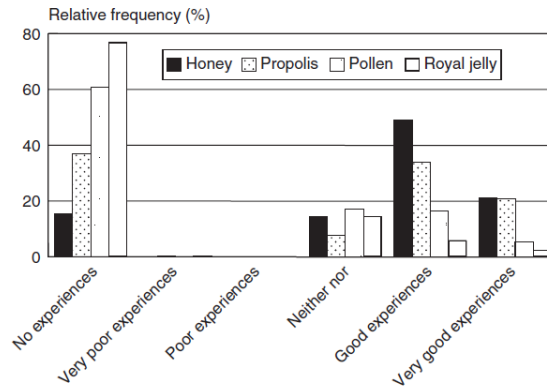 Relative frequency (%)
80
Honey Propolis Pollen Royal jelly
60
40
20
0
No experiences
Very poor experiences
Poor experiences
Neither nor
Good experiences
Very good experiences